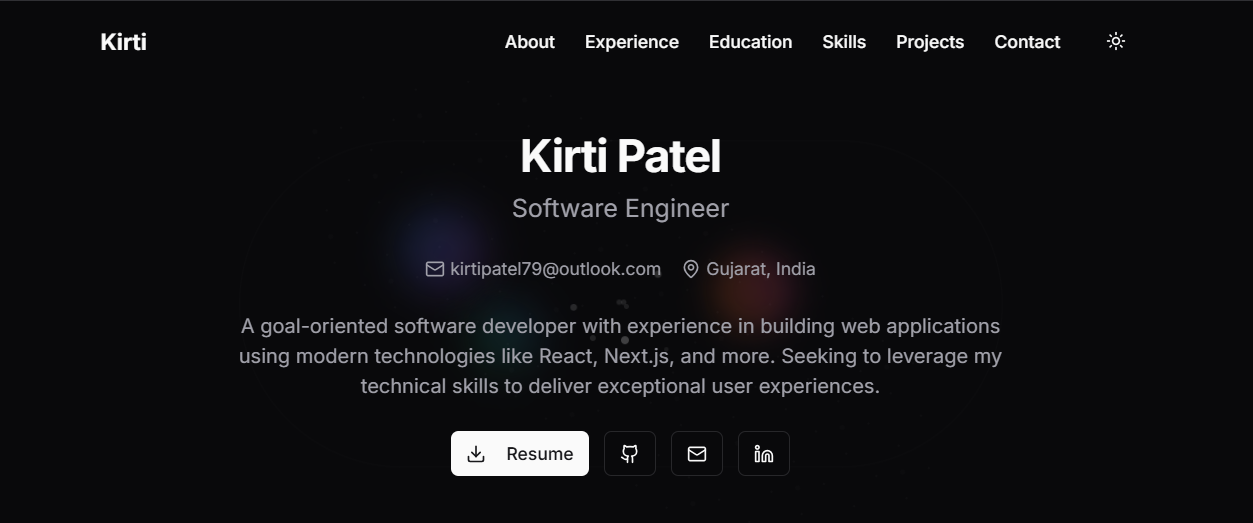 Kirti
About
Experience
Education
Skills
Projects
Contact
Kirti Patel
Software Engineer
kirtipatel79@outlook.com
Gujarat, India
A goal-oriented software developer with experience in building web applications
using modern technologies like React, Next.js, and more. Seeking to leverage my
technical skills to deliver exceptional user experiences.
Resume